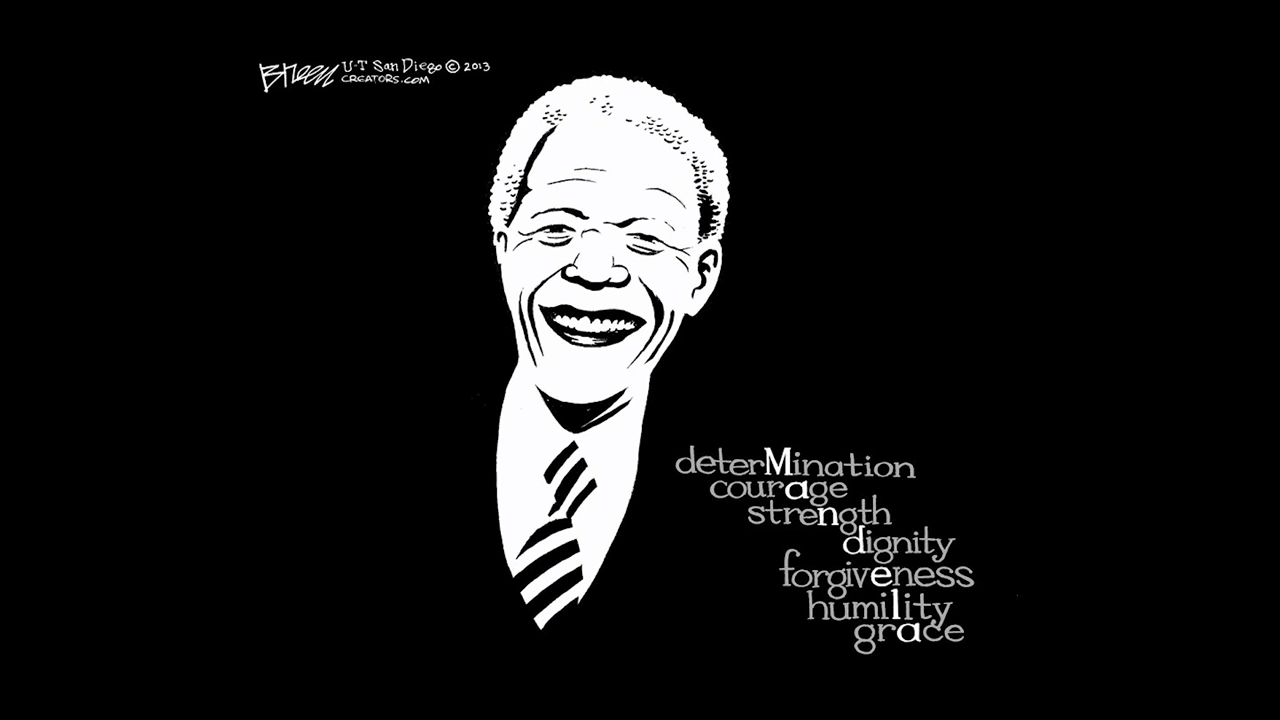 Breen U-T San Diego © 2013
CREATORS.COM
deterMination
courage
strength
dignity
forgiveness
humility
grace